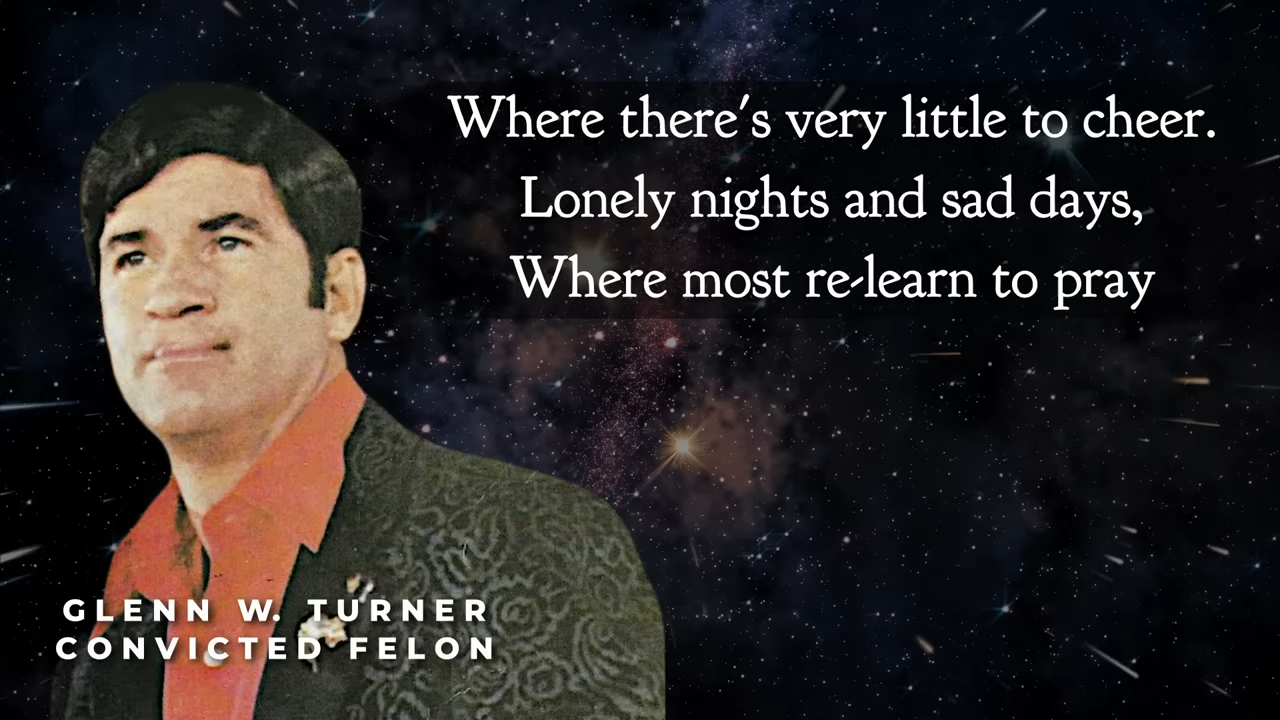 Where there's very little to cheer.
Lonely nights and sad days,
Where most re-learn to pray
GLENN W. TURNER
CONVICTED FELON